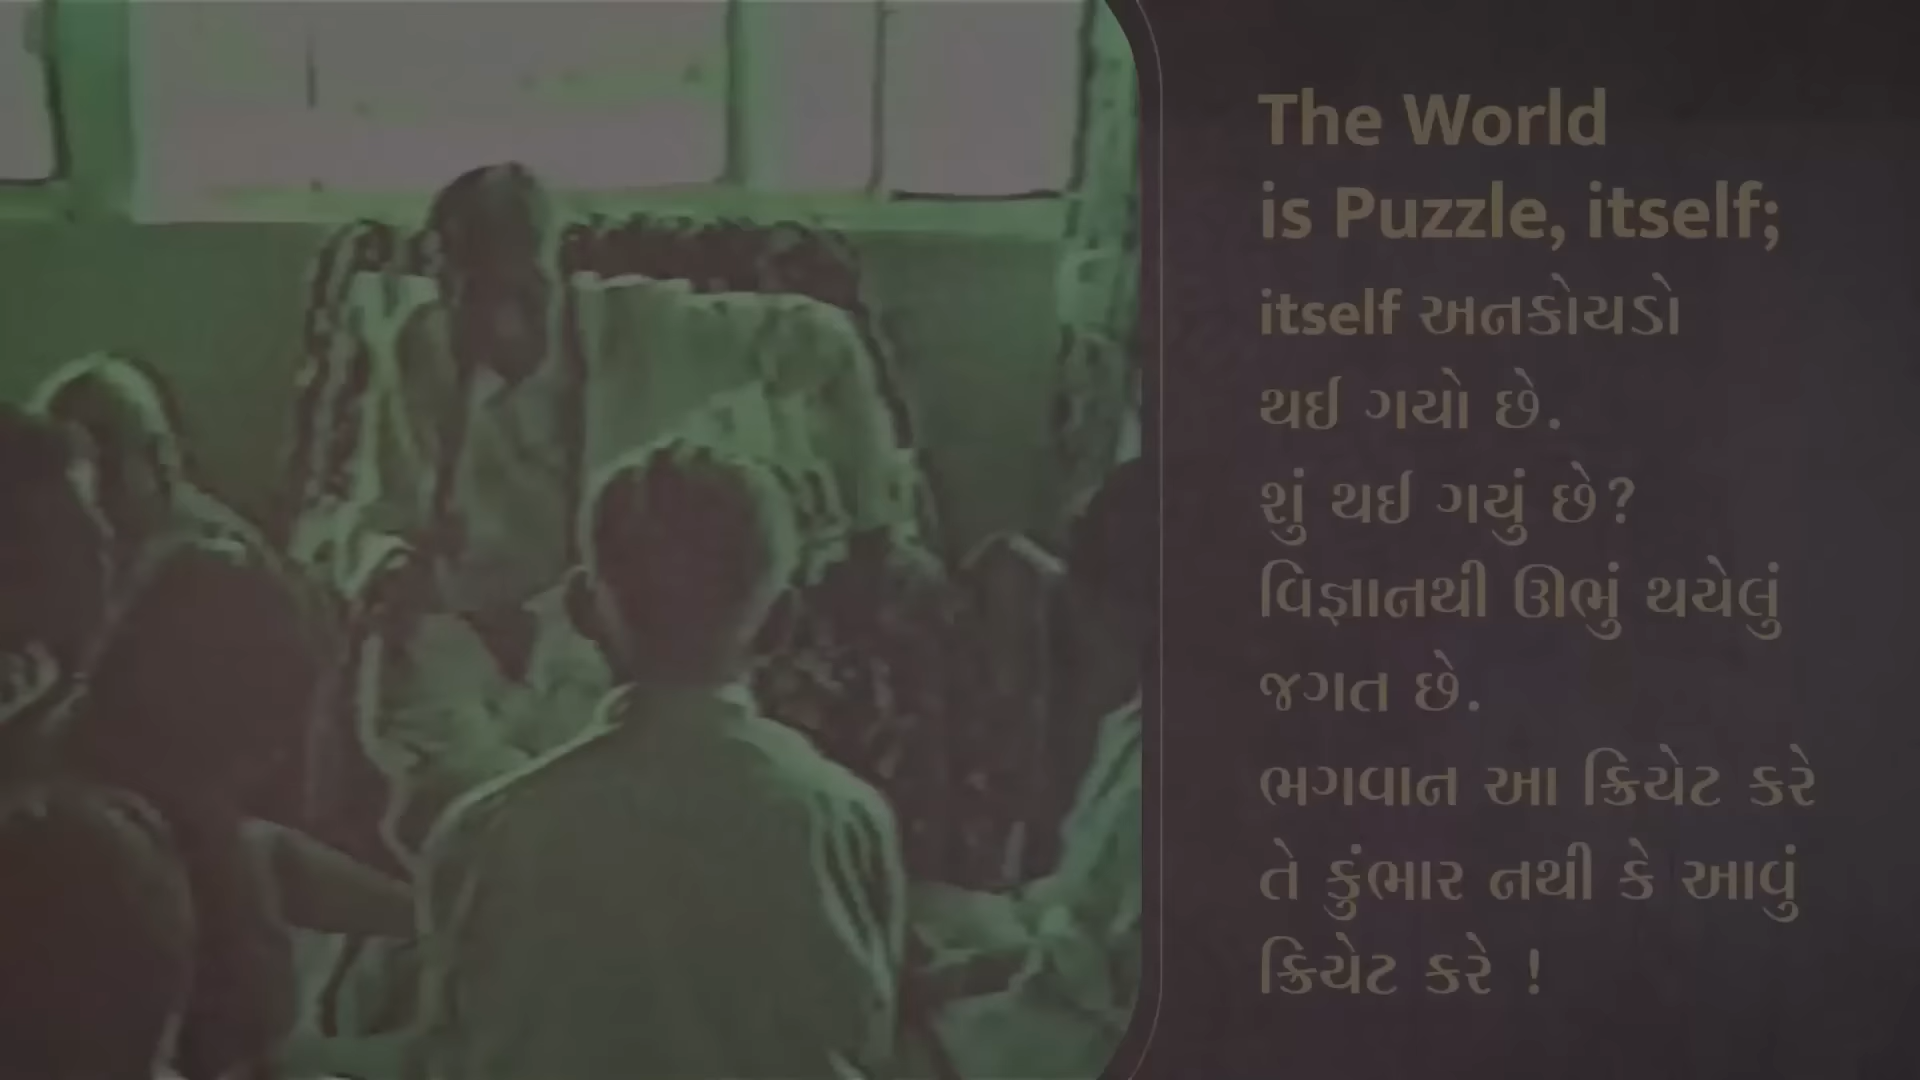 The World
is Puzzle, itself;
itself અનકોયડો
થઈ ગયો છે.
શું થઈ ગયું છે?
વિજ્ઞાનથી ઊભું થયેલું
જગત છે.
ભગવાન આ ક્રિયેટ કરે
તે કુંભાર નથી કે આવું
ક્રિયેટ કરે !